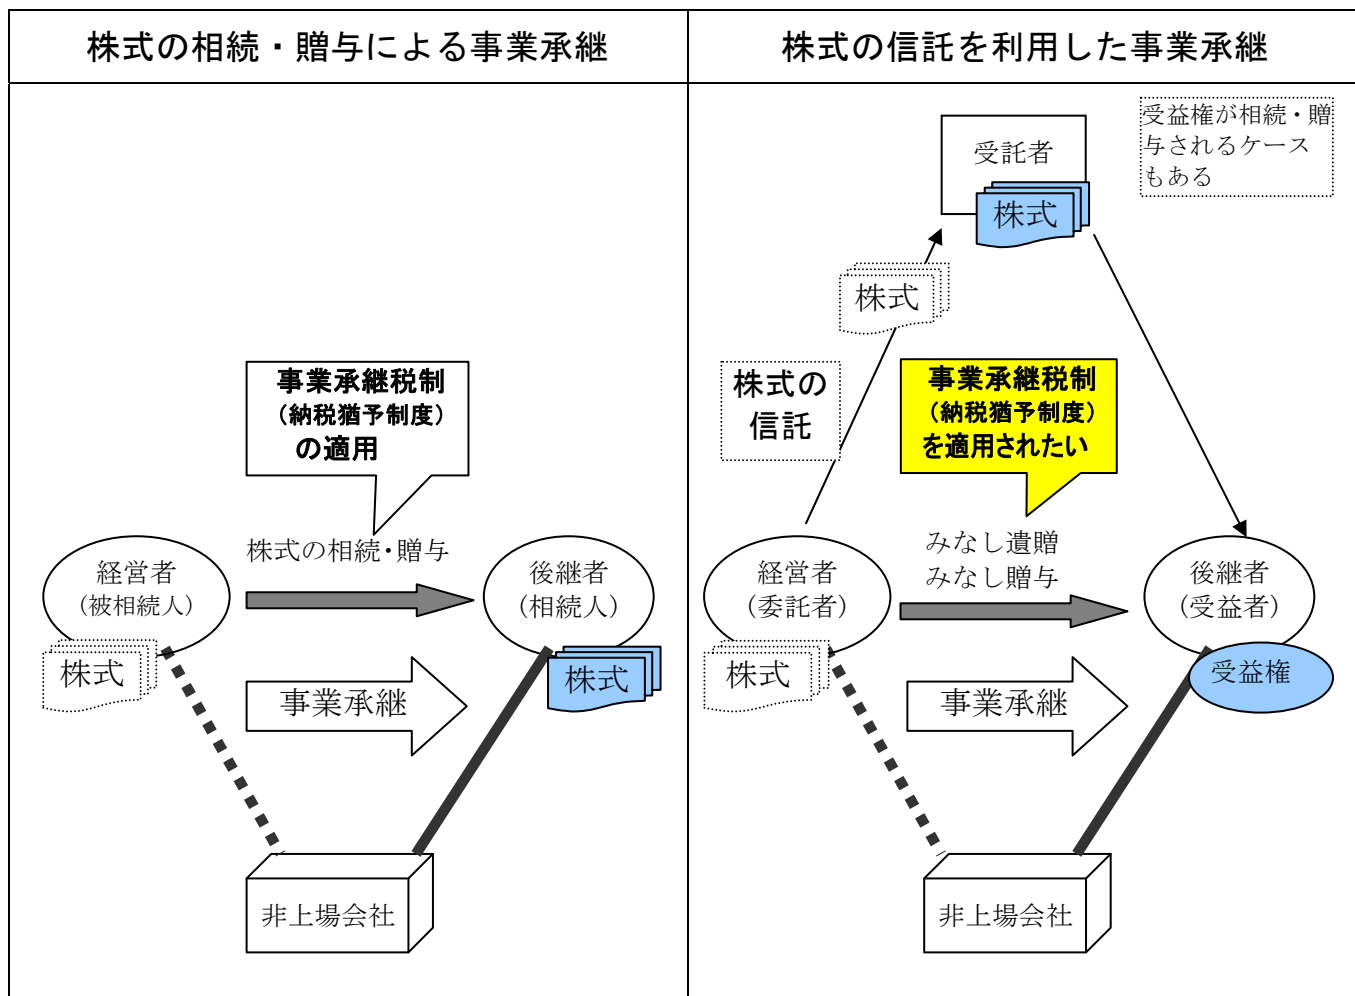 株式の相続・贈与による事業承継
事業承継税制
（納税猶予制度）
の適用
株式の相続・贈与
経営者
（被相続人）
後継者
（相続人）
株式
株式
事業承継
非上場会社
株式の信託を利用した事業承継
受益権が相続・贈
与されるケース
もある
受託者
株式
株式
株式の
信託
事業承継税制
（納税猶予制度）
を適用されたい
みなし遺贈
みなし贈与
経営者
（委託者）
後継者
（受益者）
株式
受益権
事業承継
非上場会社